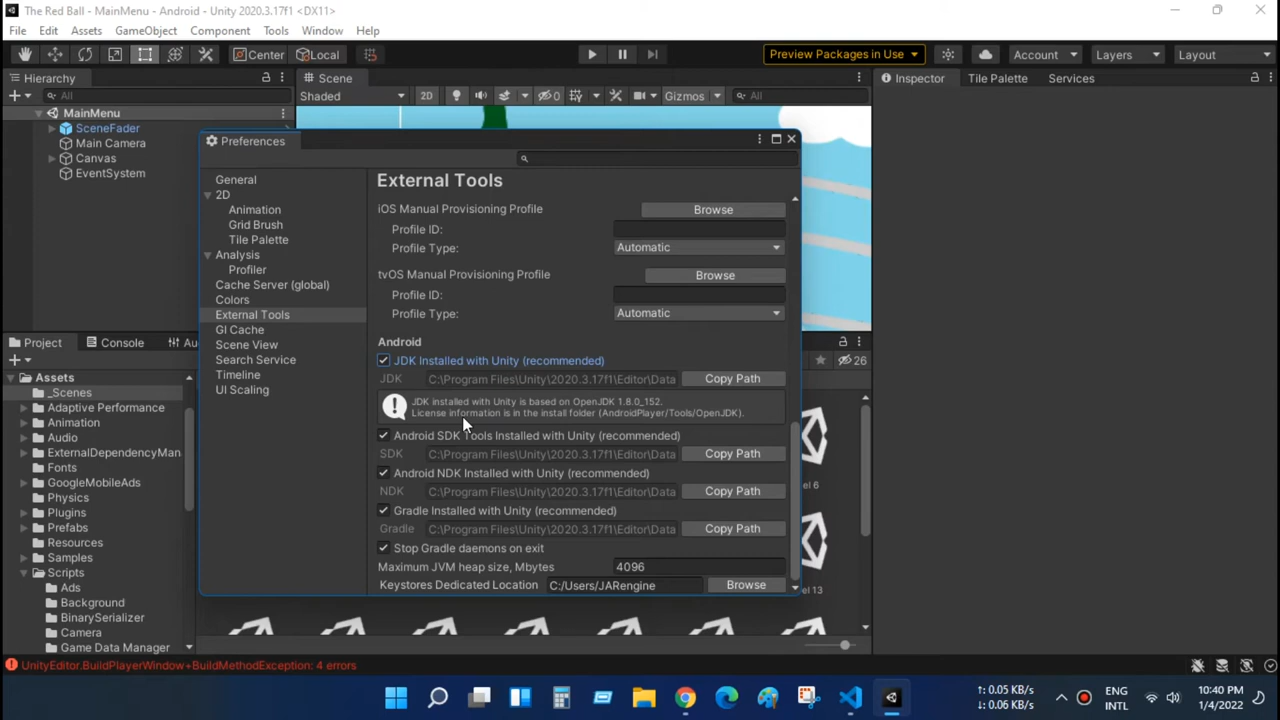 The Red Ball - MainMenu - Android - Unity 2020.3.17f1 <DX11>
File Edit Assets GameObject Component Tools Window Help
Center Local Preview Packages in Use Account Layers Layout
Hierarchy Scene Inspector Tile Palette Services
All Shaded 2D 0 Gizmos All
MainMenu
SceneFader
Main Camera
Canvas
EventSystem
Preferences
General
2D
Animation
Grid Brush
Tile Palette
Analysis
Profiler
Cache Server (global)
Colors
External Tools
GI Cache
Scene View
Search Service
Timeline
UI Scaling
External Tools
iOS Manual Provisioning Profile Browse
Profile ID:
Profile Type: Automatic
tvOS Manual Provisioning Profile Browse
Profile ID:
Profile Type: Automatic
Android
JDK Installed with Unity (recommended)
JDK C:\Program Files\Unity\2020.3.17f1\Editor\Data Copy Path
JDK installed with Unity is based on OpenJDK 1.8.0_152.
License information is in the install folder (AndroidPlayer/Tools/OpenJDK).
Android SDK Tools Installed with Unity (recommended)
SDK C:\Program Files\Unity\2020.3.17f1\Editor\Data Copy Path
Android NDK Installed with Unity (recommended)
NDK C:\Program Files\Unity\2020.3.17f1\Editor\Data Copy Path
Gradle Installed with Unity (recommended)
Gradle C:\Program Files\Unity\2020.3.17f1\Editor\Data Copy Path
Stop Gradle daemons on exit
Maximum JVM heap size, Mbytes 4096
Keystores Dedicated Location C:/Users/JARengine Browse
Project Console Au
26
Assets
_Scenes
Adaptive Performance
Animation
Audio
ExternalDependencyMan
Fonts
GoogleMobileAds
Physics
Plugins
Prefabs
Resources
Samples
Scripts
Ads
Background
BinarySerializer
Camera
Game Data Manager
el 6
el 13
UnityEditor.BuildPlayerWindow+BuildMethodException: 4 errors
↑: 0.05 KB/s
↓: 0.06 KB/s
ENG
INTL
10:40 PM
1/4/2022